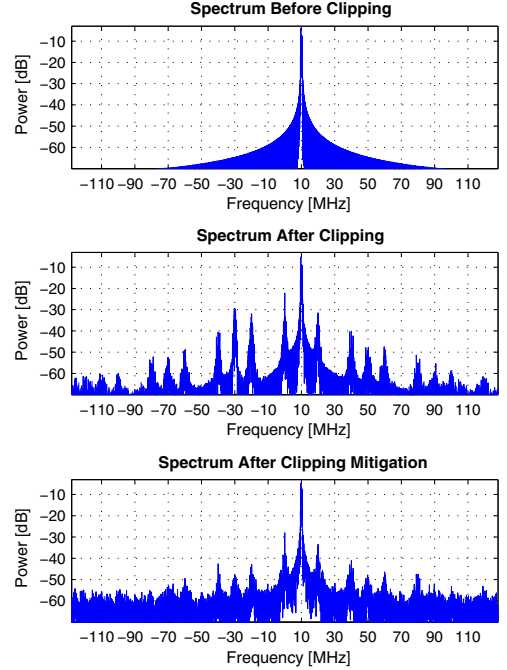 Spectrum Before Clipping
Power [dB]
−10
−20
−30
−40
−50
−60
−110 −90 −70 −50 −30 −10 10 30 50 70 90 110
Frequency [MHz]
Spectrum After Clipping
Power [dB]
−10
−20
−30
−40
−50
−60
−110 −90 −70 −50 −30 −10 10 30 50 70 90 110
Frequency [MHz]
Spectrum After Clipping Mitigation
Power [dB]
−10
−20
−30
−40
−50
−60
−110 −90 −70 −50 −30 −10 10 30 50 70 90 110
Frequency [MHz]